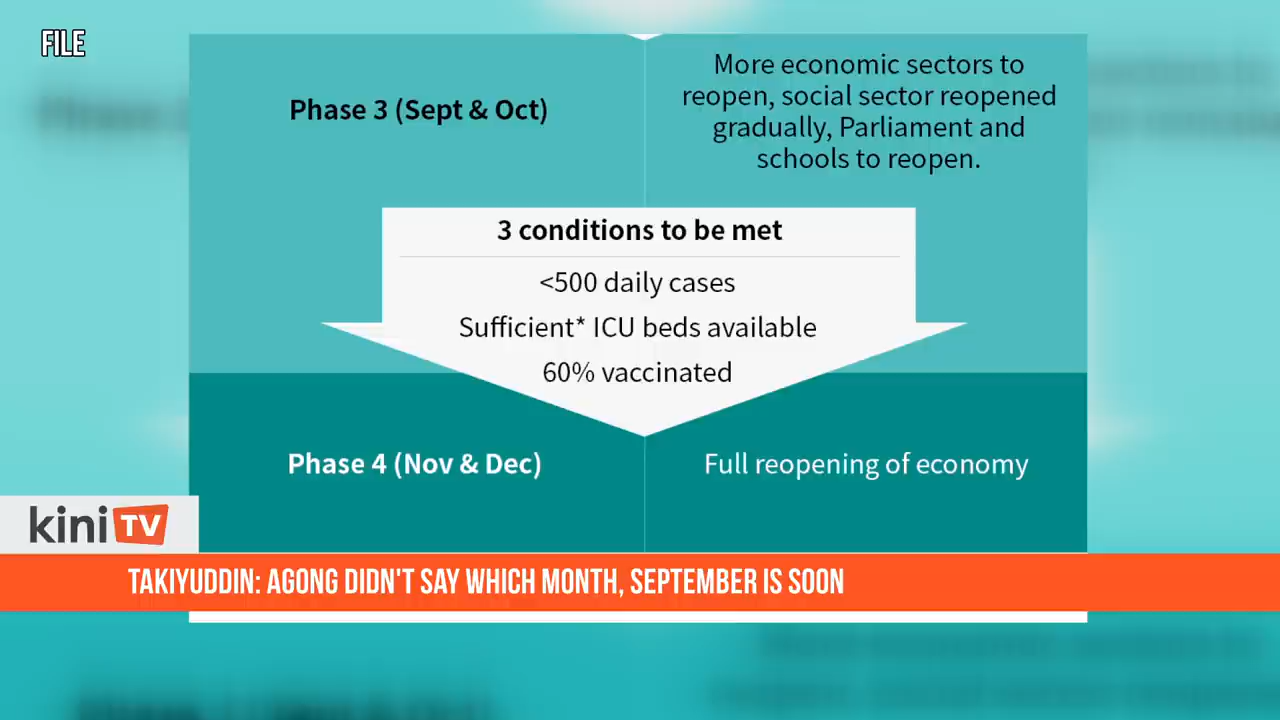 FILE
Phase 3 (Sept & Oct)
More economic sectors to
reopen, social sector reopened
gradually, Parliament and
schools to reopen.
3 conditions to be met
<500 daily cases
Sufficient* ICU beds available
60% vaccinated
Phase 4 (Nov & Dec)
Full reopening of economy
kini TV
TAKIYUDDIN: AGONG DIDN'T SAY WHICH MONTH, SEPTEMBER IS SOON